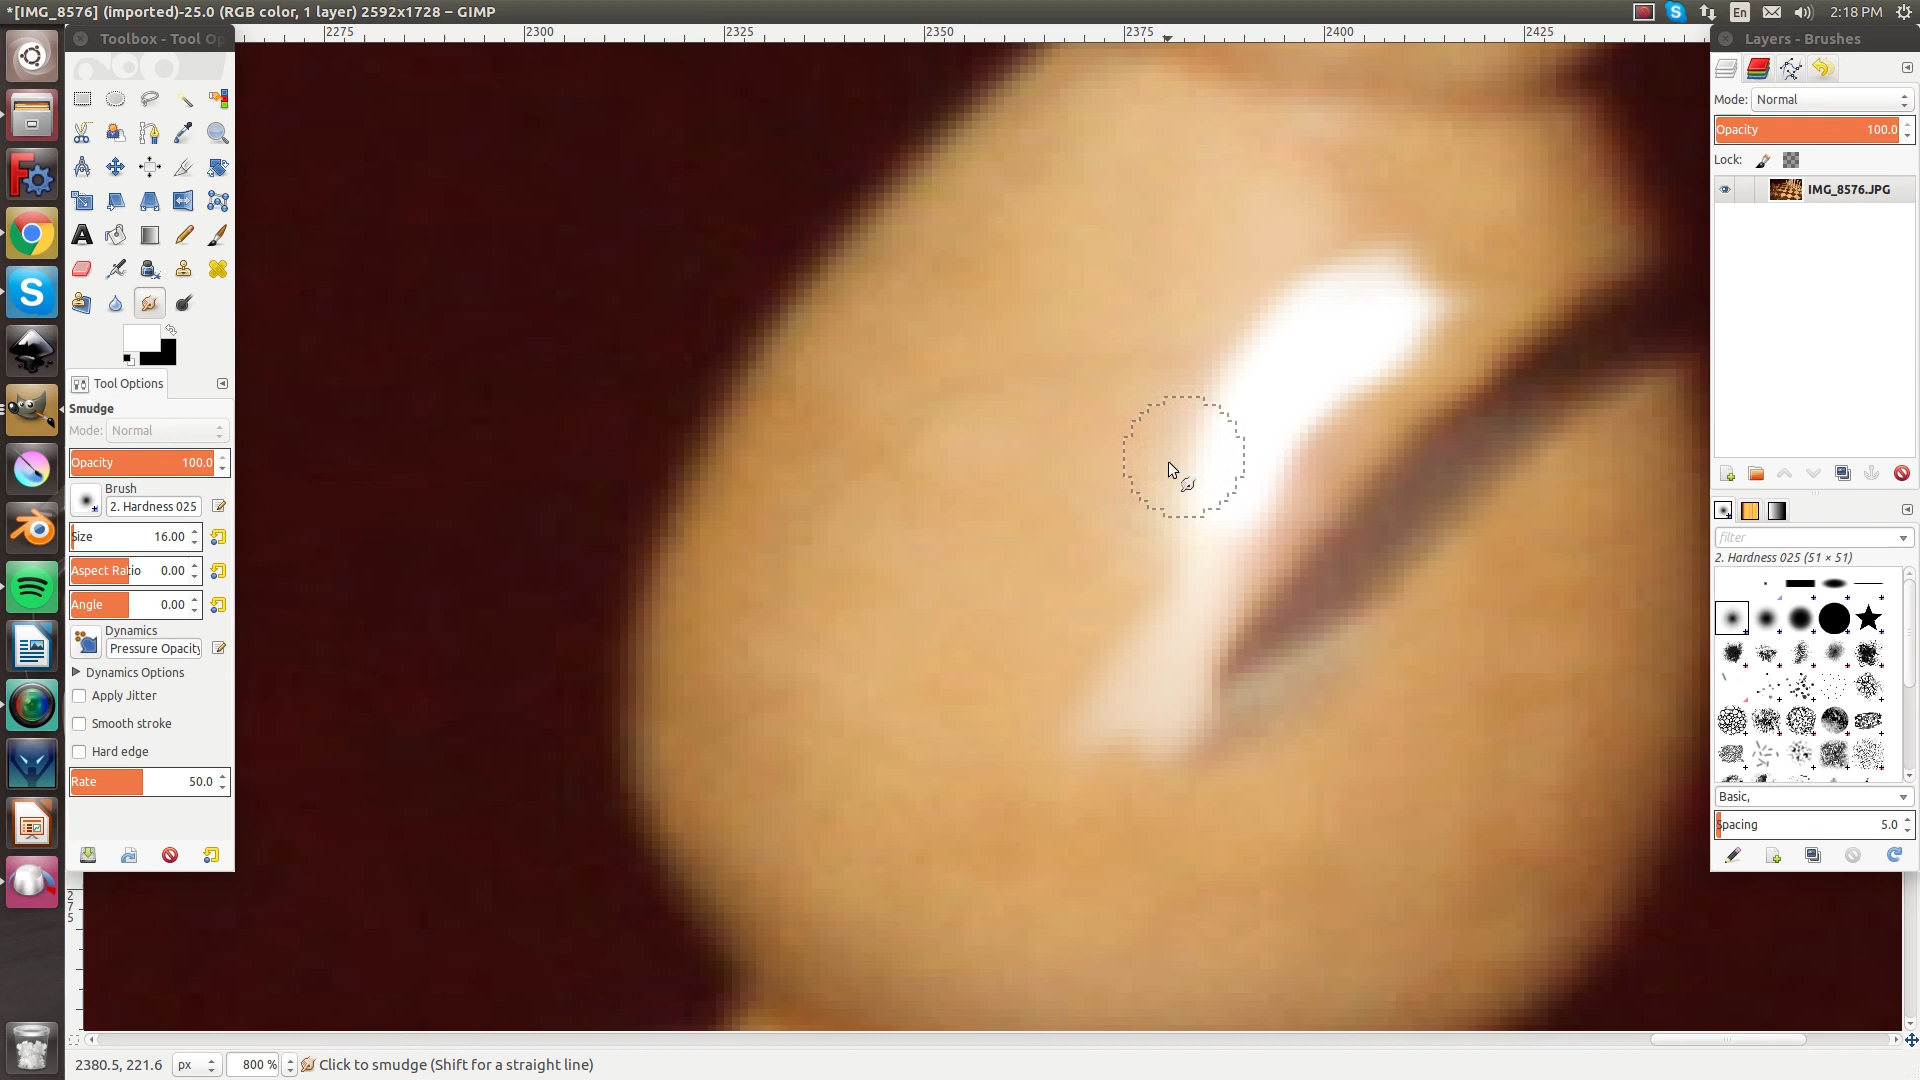 *[IMG_8576] (imported)-25.0 (RGB color, 1 layer) 2592x1728 – GIMP
En
2:18 PM
Toolbox - Tool Op
2275
2300
2325
2350
2375
2400
2425
Layers - Brushes
Mode: Normal
Opacity 100.0
Lock:
IMG_8576.JPG
Tool Options
Smudge
Mode: Normal
Opacity 100.0
Brush
2. Hardness 025
Size 16.00
Aspect Ratio 0.00
Angle 0.00
Dynamics
Pressure Opacity
Dynamics Options
Apply Jitter
Smooth stroke
Hard edge
Rate 50.0
filter
2. Hardness 025 (51 × 51)
Basic,
Spacing 5.0
275
2380.5, 221.6 px 800 % Click to smudge (Shift for a straight line)